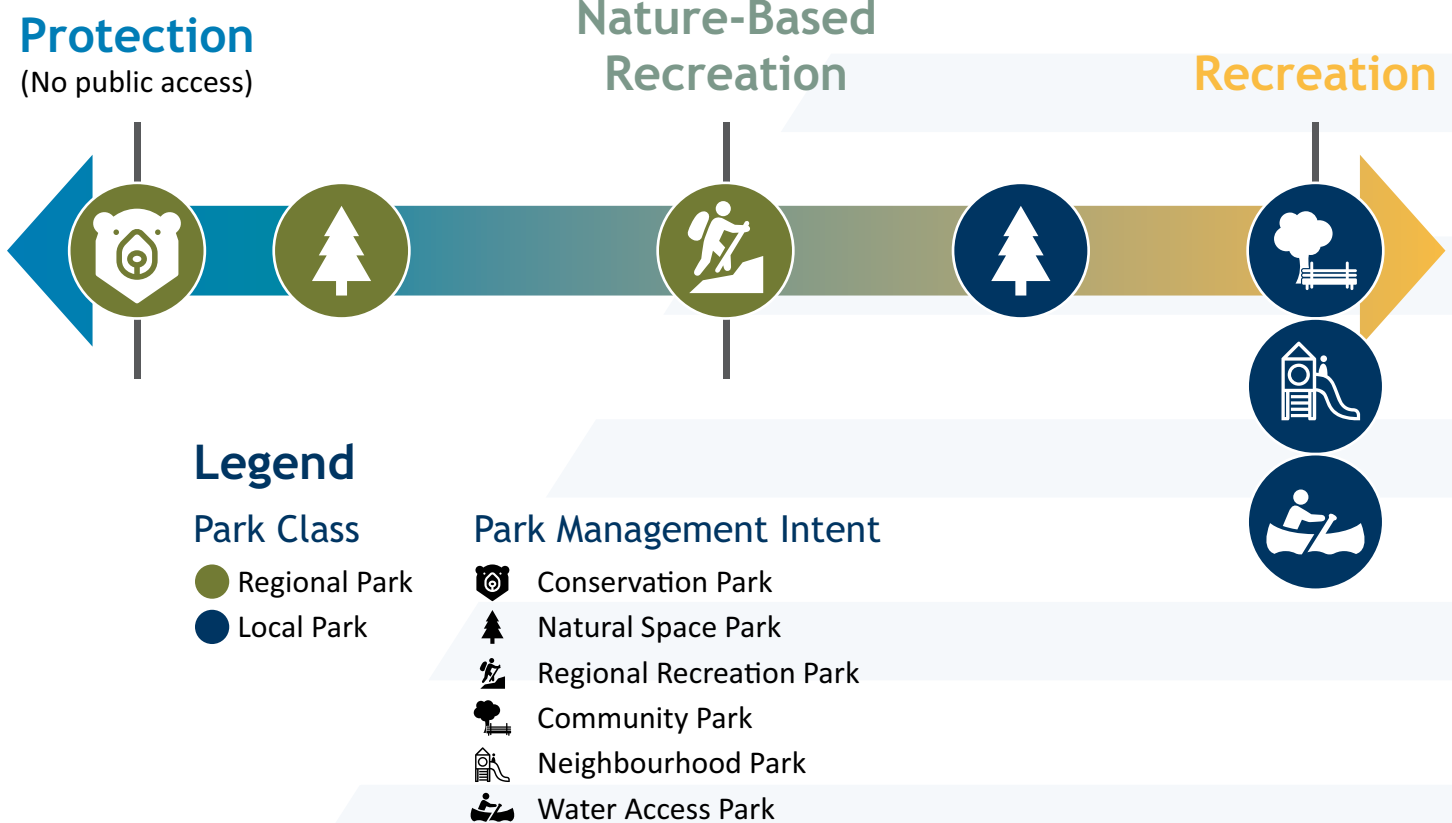 Protection
(No public access)
Nature-Based
Recreation
Recreation
Legend
Park Class
Regional Park
Local Park
Park Management Intent
Conservation Park
Natural Space Park
Regional Recreation Park
Community Park
Neighbourhood Park
Water Access Park